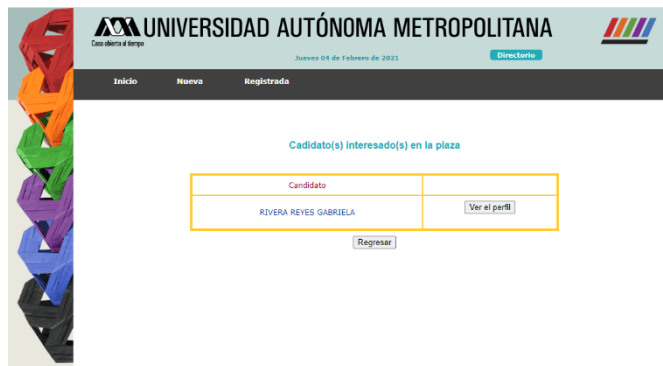 UNIVERSIDAD AUTÓNOMA METROPOLITANA
Casa abierta al tiempo
Jueves 04 de Febrero de 2021
Directorio
Inicio Nueva Registrada
Cadidato(s) interesado(s) en la plaza
Candidato
RIVERA REYES GABRIELA Ver el perfil
Regresar